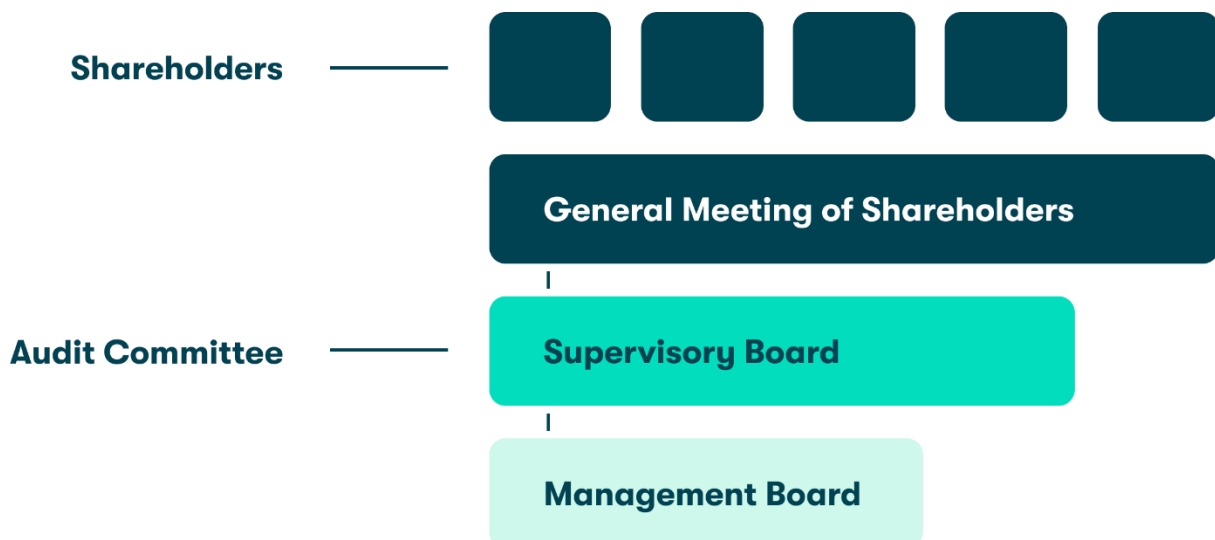 Shareholders
General Meeting of Shareholders
Audit Committee
Supervisory Board
Management Board